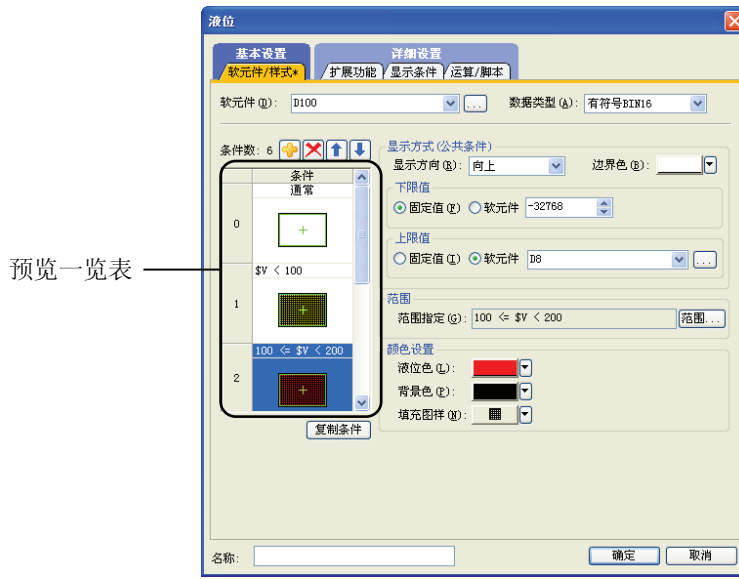 液位
基本设置
详细设置
软元件/样式*
扩展功能
显示条件
运算/脚本
软元件(D):
D100
...
数据类型(A):
有符号BIN16
条件数: 6
显示方式(公共条件)
显示方向(R):
向上
边界色(B):
条件
通常
0
下限值
固定值(F)
软元件
-32768
上限值
固定值(I)
软元件
D8
...
预览一览表
$V < 100
1
范围
范围指定(G):
100 <= $V < 200
范围...
100 <= $V < 200
2
颜色设置
液位色(L):
背景色(P):
填充图样(N):
复制条件
名称:
确定
取消